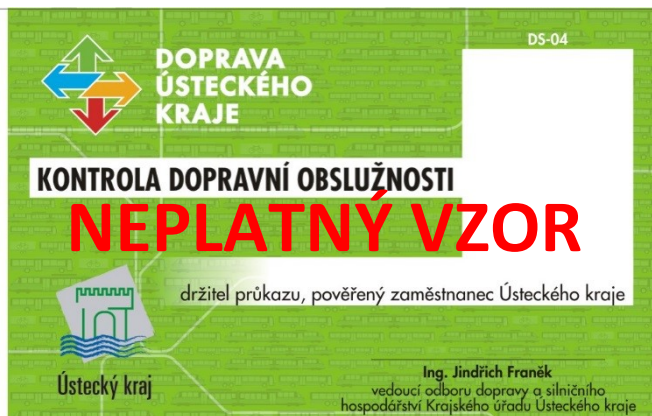 DS-04
DOPRAVA
ÚSTECKÉHO
KRAJE
KONTROLA DOPRAVNÍ OBSLUŽNOSTI
NEPLATNÝ VZOR
držitel průkazu, pověřený zaměstnanec Ústeckého kraje
Ústecký kraj
Ing. Jindřich Franěk
vedoucí odboru dopravy a silničního
hospodářství Krajského úřadu Ústeckého kraje